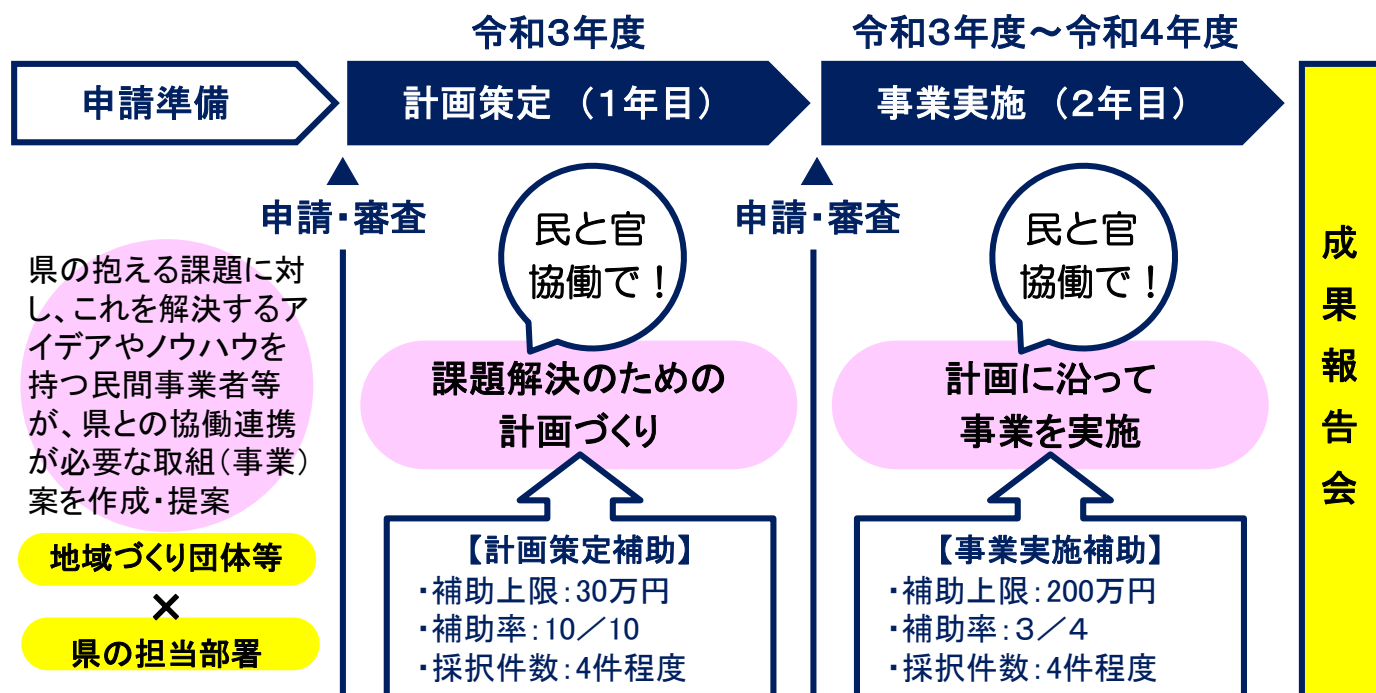 令和3年度
令和3年度～令和4年度
申請準備
計画策定 （1年目）
事業実施 （2年目）
申請・審査
申請・審査
民と官
協働で！
民と官
協働で！
県の抱える課題に対
し、これを解決するア
イデアやノウハウを
持つ民間事業者等
が、県との協働連携
が必要な取組（事業）
案を作成・提案
地域づくり団体等
×
県の担当部署
課題解決のための
計画づくり
計画に沿って
事業を実施
【計画策定補助】
・補助上限：30万円
・補助率：10／10
・採択件数：4件程度
【事業実施補助】
・補助上限：200万円
・補助率：３／４
・採択件数：4件程度
成果報告会